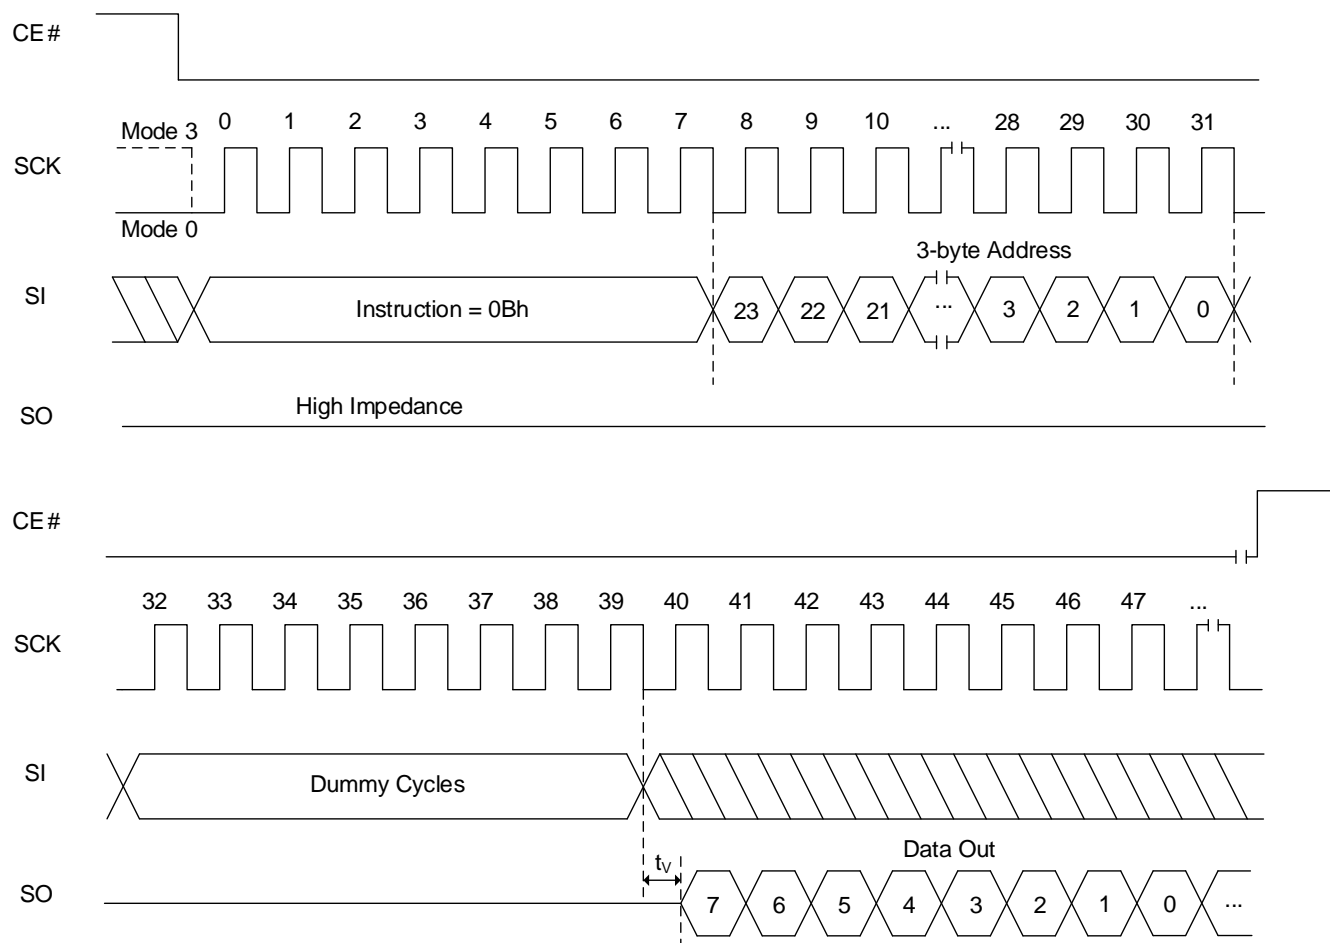 CE#
Mode 3 0 1 2 3 4 5 6 7 8 9 10 ... 28 29 30 31
SCK
Mode 0
3-byte Address
SI Instruction = 0Bh 23 22 21 ... 3 2 1 0
SO High Impedance
CE#
32 33 34 35 36 37 38 39 40 41 42 43 44 45 46 47 ...
SCK
SI Dummy Cycles
tV Data Out
SO 7 6 5 4 3 2 1 0 ...